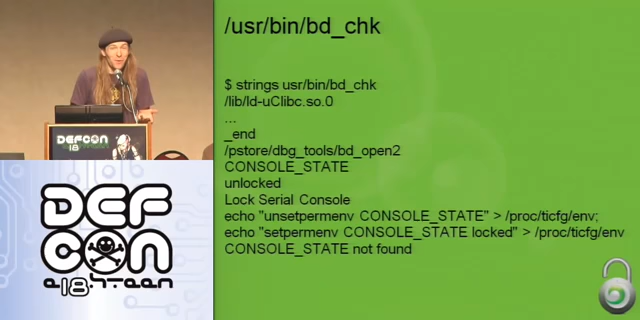 /usr/bin/bd_chk
$ strings usr/bin/bd_chk
/lib/ld-uClibc.so.0
...
_end
/pstore/dbg_tools/bd_open2
CONSOLE_STATE
unlocked
Lock Serial Console
echo "unsetpermenv CONSOLE_STATE" > /proc/ticfg/env;
echo "setpermenv CONSOLE_STATE locked" > /proc/ticfg/env
CONSOLE_STATE not found
DEFCON
18
DEF
CON
e18hteen